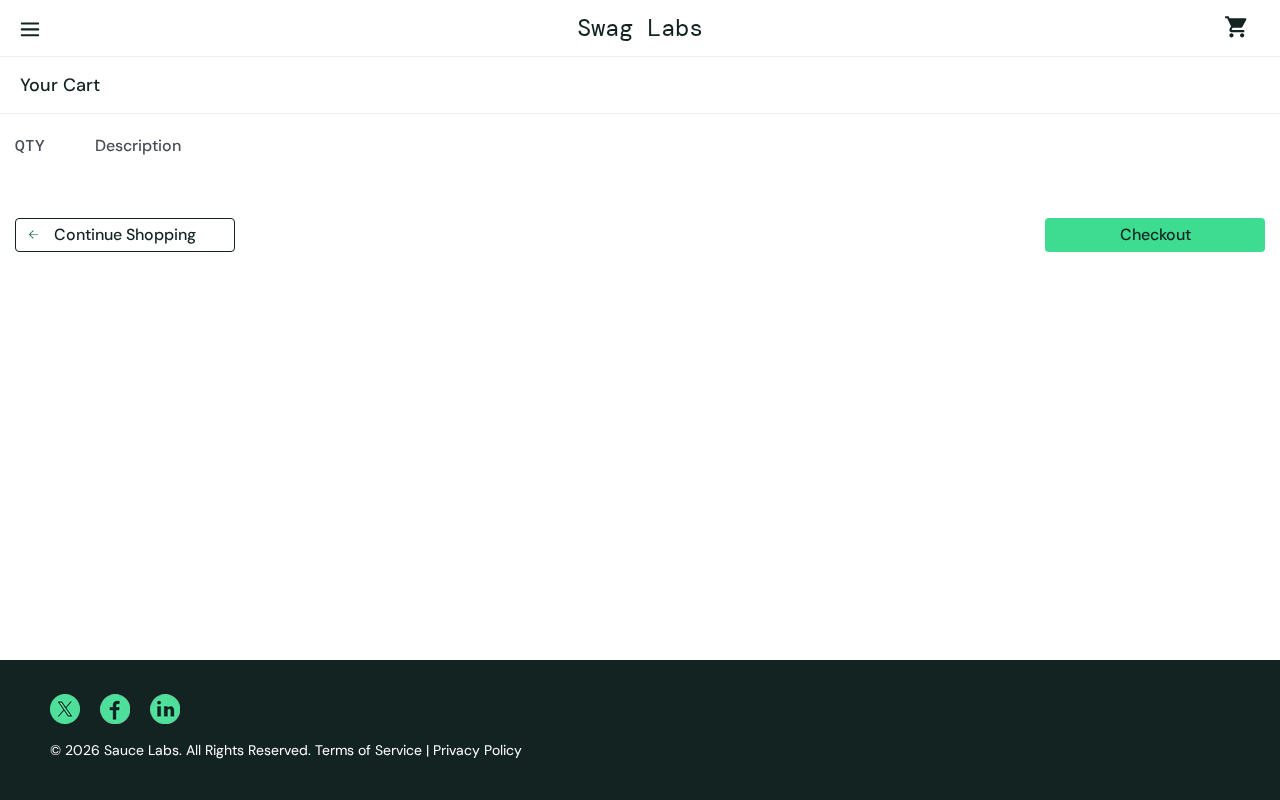 Swag Labs
Your Cart
QTY Description
Continue Shopping Checkout
© 2026 Sauce Labs. All Rights Reserved. Terms of Service | Privacy Policy